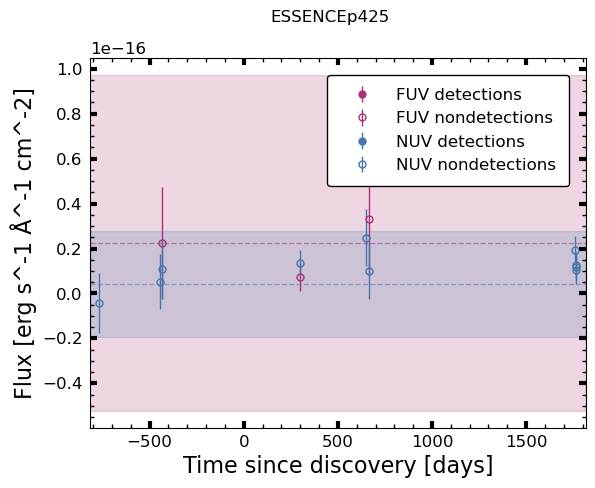 ESSENCEp425
1e−16
Flux [erg s^-1 Å^-1 cm^-2]
1.0
0.8
0.6
0.4
0.2
0.0
−0.2
−0.4
FUV detections
FUV nondetections
NUV detections
NUV nondetections
−500 0 500 1000 1500
Time since discovery [days]